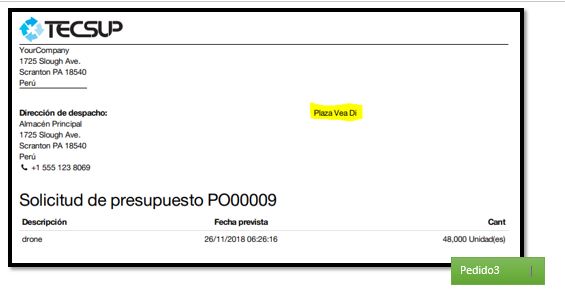 TECSUP
YourCompany
1725 Slough Ave.
Scranton PA 18540
Perú
Dirección de despacho:
Plaza Vea Di
Almacén Principal
1725 Slough Ave.
Scranton PA 18540
Perú
+1 555 123 8069
Solicitud de presupuesto PO00009
Descripción Fecha prevista Cant
drone 26/11/2018 06:26:16 48,000 Unidad(es)
Pedido3